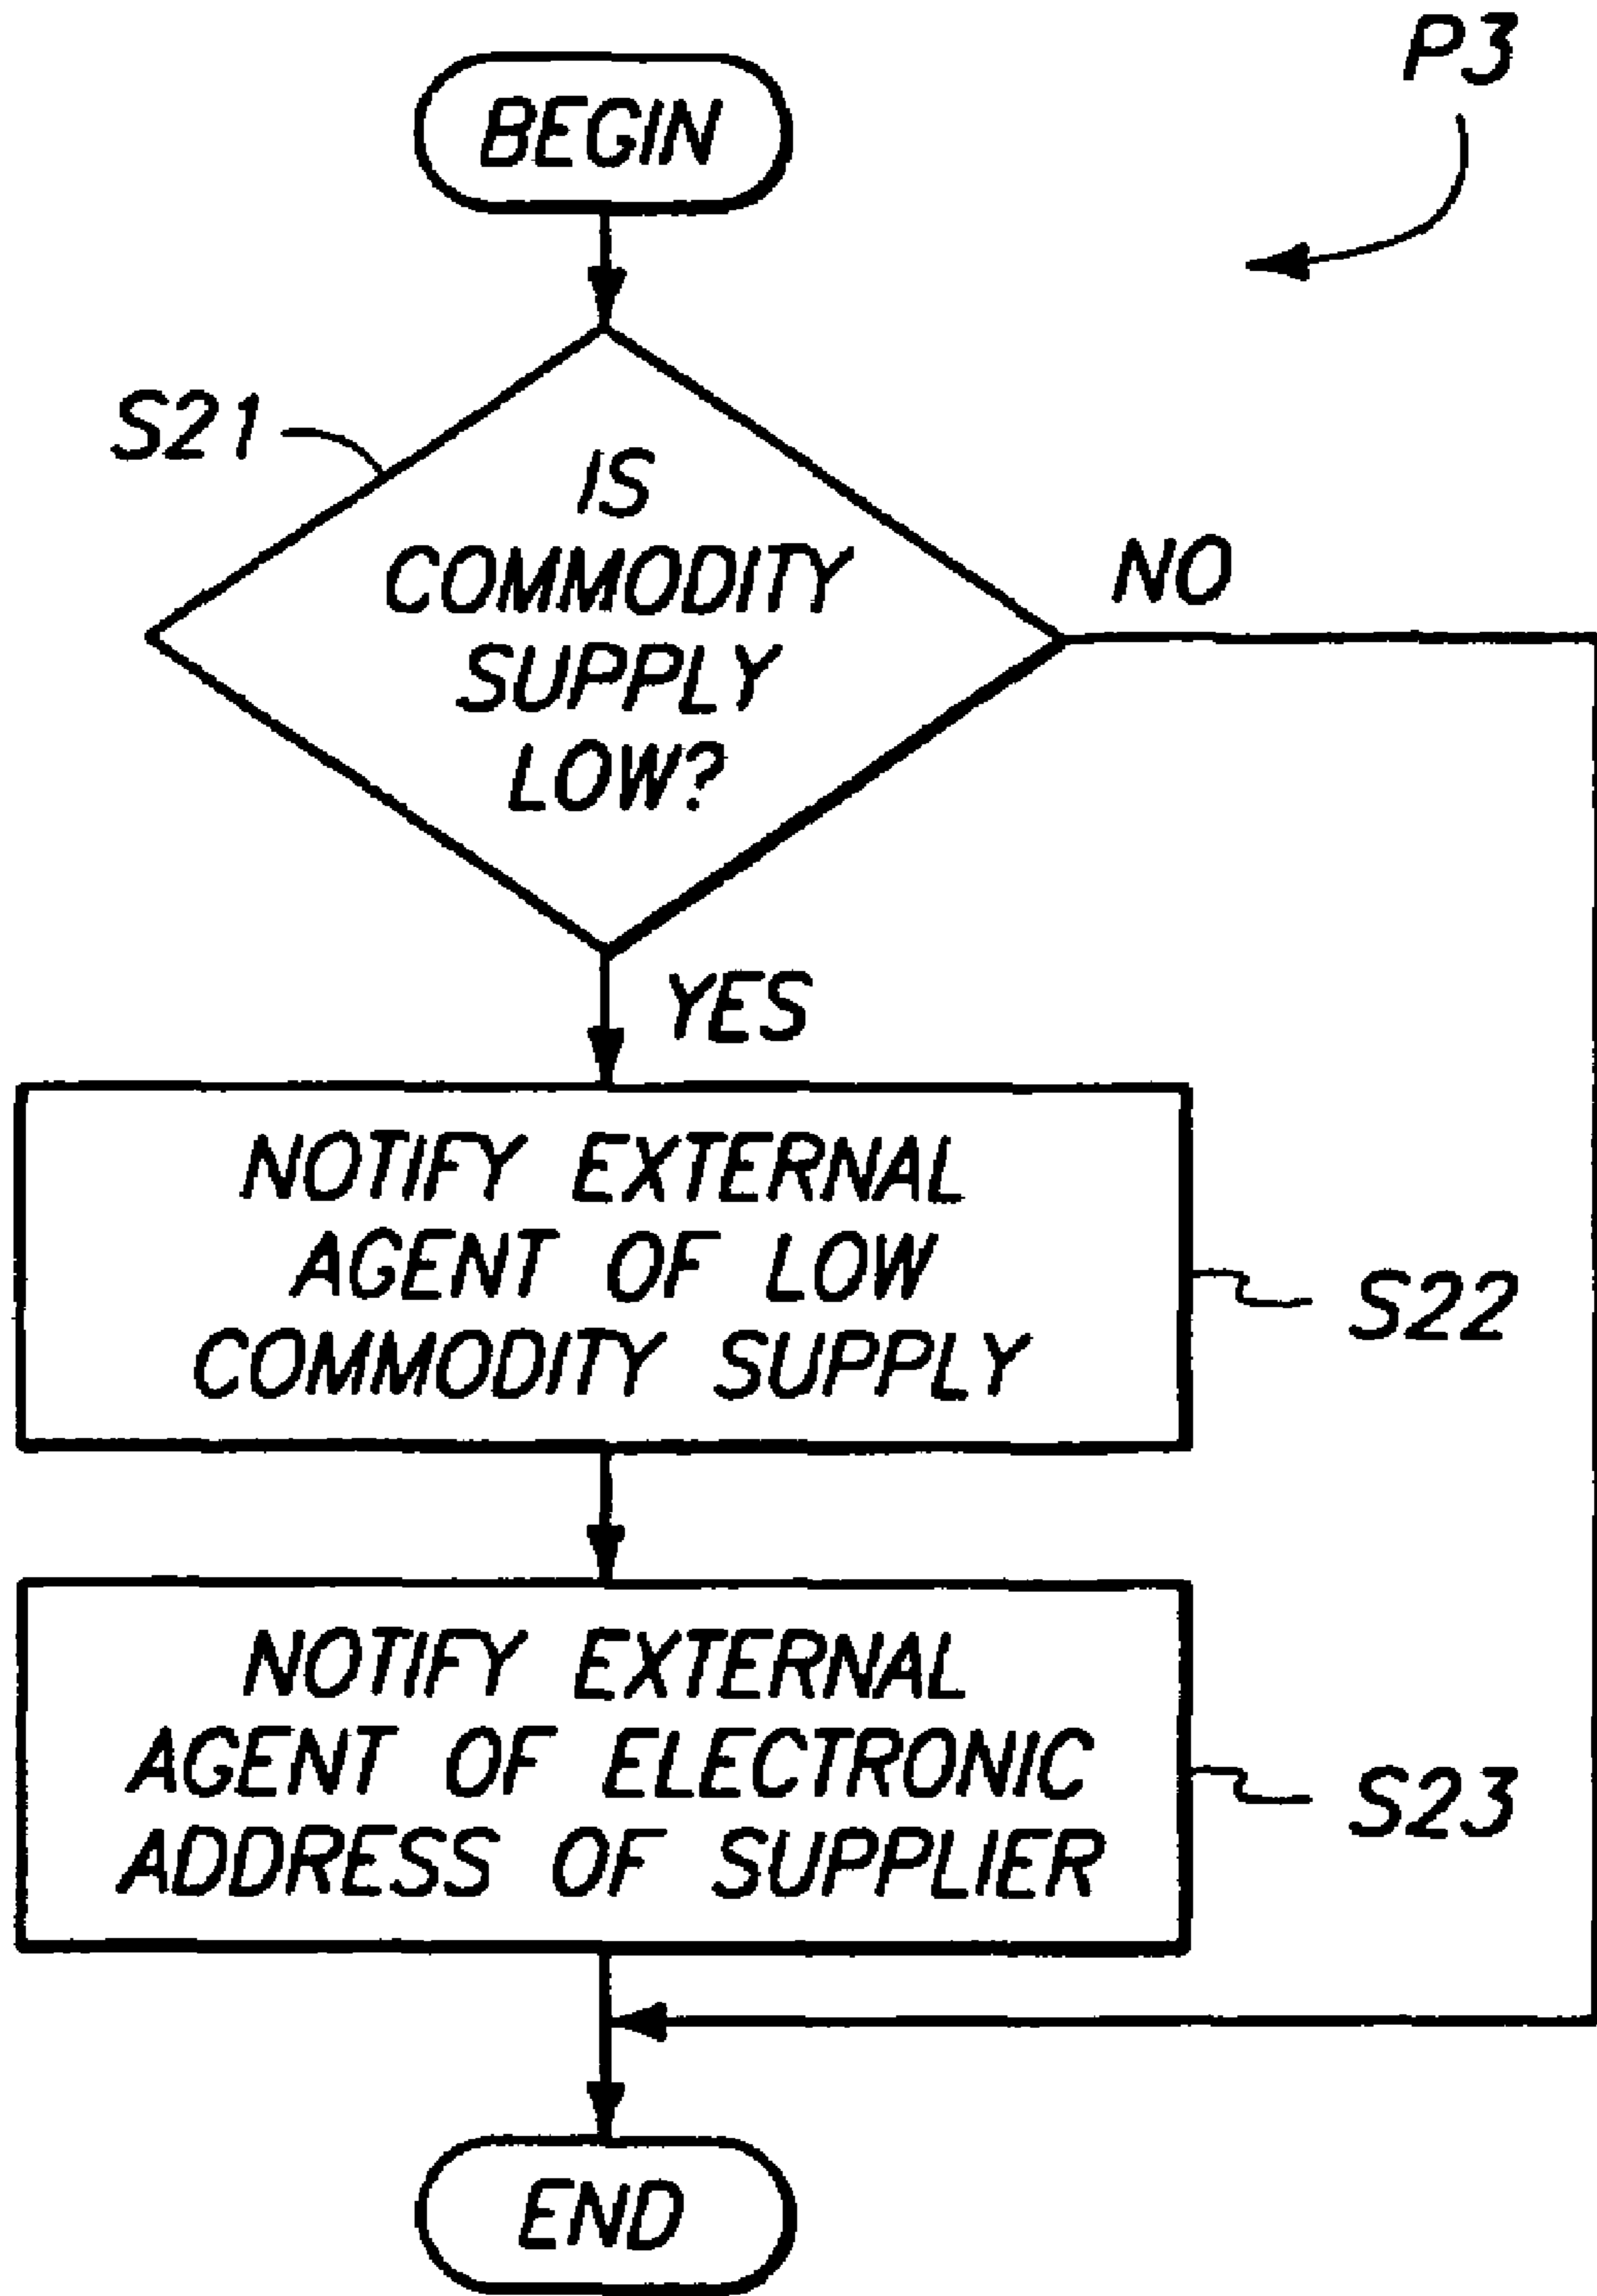 P3
BEGIN
S21
IS
COMMODITY
SUPPLY
LOW?
NO
YES
NOTIFY EXTERNAL
AGENT OF LOW
COMMODITY SUPPLY
S22
NOTIFY EXTERNAL
AGENT OF ELECTRONIC
ADDRESS OF SUPPLIER
S23
END